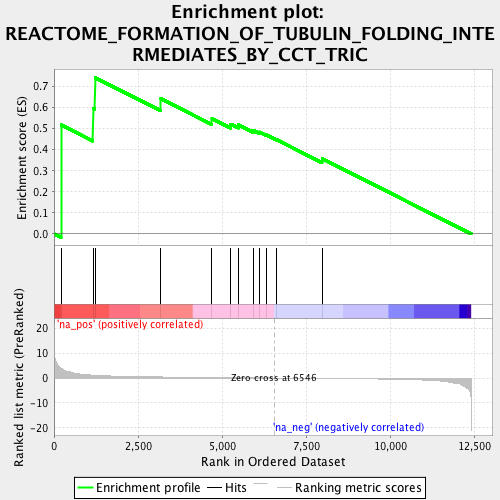 Enrichment plot:
REACTOME_FORMATION_OF_TUBULIN_FOLDING_INTE
RMEDIATES_BY_CCT_TRIC
Enrichment score (ES)
0.7
0.6
0.5
0.4
0.3
0.2
0.1
0.0
'na_pos' (positively correlated)
Ranked list metric (PreRanked)
20
10
0
-10
-20
Zero cross at 6546
'na_neg' (negatively correlated)
0
2,500
5,000
7,500
10,000
12,500
Rank in Ordered Dataset
Enrichment profile
Hits
Ranking metric scores